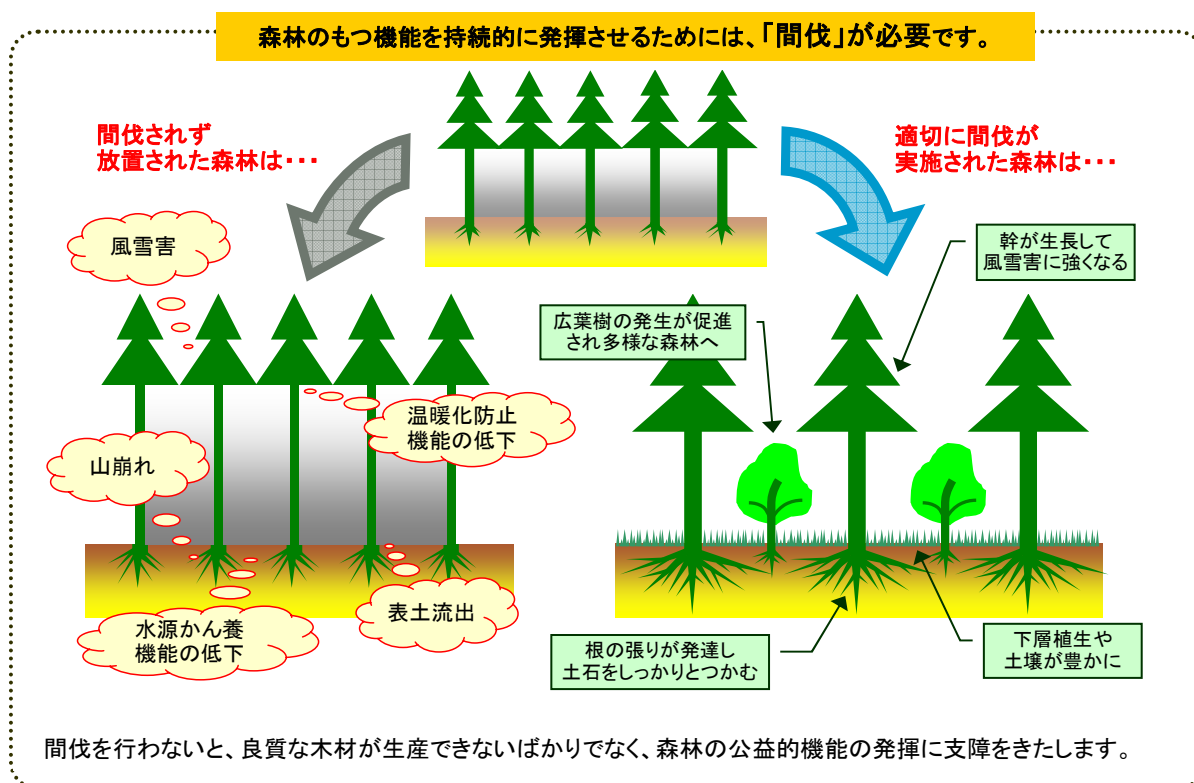 森林のもつ機能を持続的に発揮させるためには、「間伐」が必要です。
間伐されず
放置された森林は・・・
適切に間伐が
実施された森林は・・・
風雪害
幹が生長して
風雪害に強くなる
広葉樹の発生が促進
され多様な森林へ
温暖化防止
機能の低下
山崩れ
表土流出
水源かん養
機能の低下
根の張りが発達し
土石をしっかりとつかむ
下層植生や
土壌が豊かに
間伐を行わないと、良質な木材が生産できないばかりでなく、森林の公益的機能の発揮に支障をきたします。